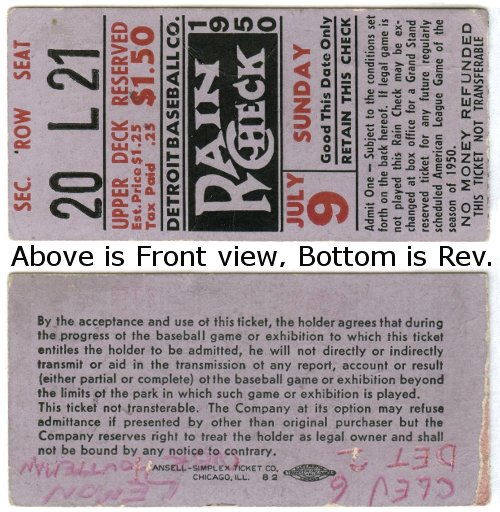 SEC. ROW SEAT
20 L 21
UPPER DECK RESERVED
Est. Price $1.25
Tax Paid .25
$1.50
DETROIT BASEBALL CO.
1950
RAIN
CHECK
JULY
9
SUNDAY
Good This Date Only
RETAIN THIS CHECK
Admit One — Subject to the conditions set
forth on the back hereof. If legal game is
not played this Rain Check may be ex-
changed at box office for a Grand Stand
reserved ticket for any future regularly
scheduled American League Game of the
season of 1950.
NO MONEY REFUNDED
Above is Front view, Bottom is Rev.
By the acceptance and use of this ticket, the holder agrees that during
the progress of the baseball game or exhibition to which this ticket
entitles the holder to be admitted, he will not directly or indirectly
transmit or aid in the transmission of any report, account or result
(either partial or complete) of the baseball game or exhibition beyond
the limits of the park in which such game or exhibition is played.
This ticket not transferable. The Company at its option may refuse
admittance if presented by other than original purchaser but the
Company reserves right to treat the holder as legal owner and shall
not be bound by any notice to contrary.
ANSELL-SIMPLEX TICKET CO.
CHICAGO, ILL. 82
CLEV 6
DET 2
LEMON
HOUTTEMAN